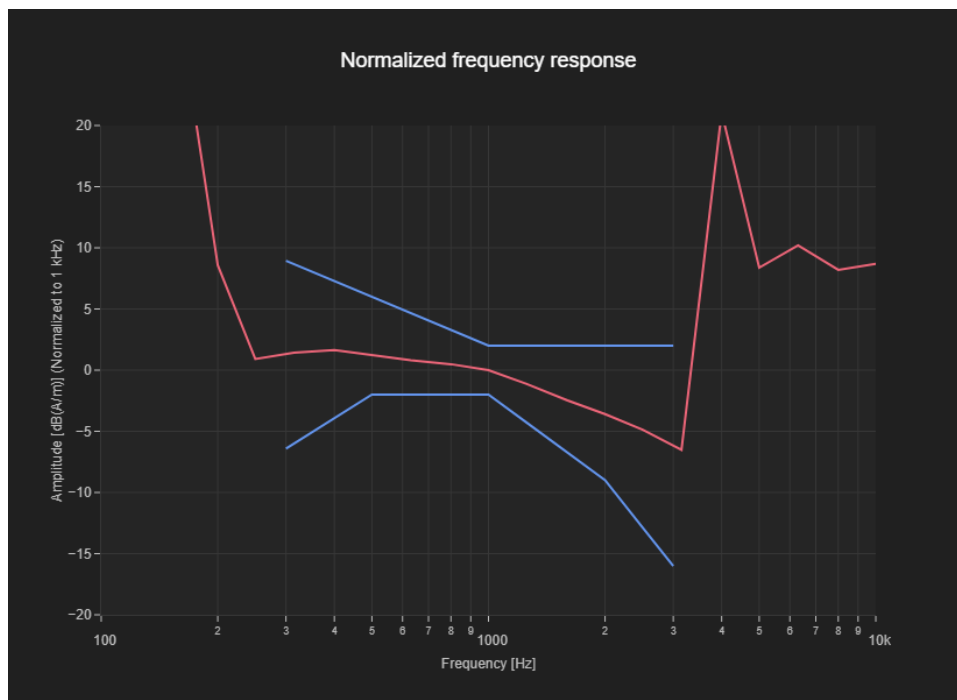 Normalized frequency response
20
15
10
5
0
−5
−10
−15
−20
Amplitude [dB(A/m)] (Normalized to 1 kHz)
100 2 3 4 5 6 7 8 9 1000 2 3 4 5 6 7 8 9 10k
Frequency [Hz]